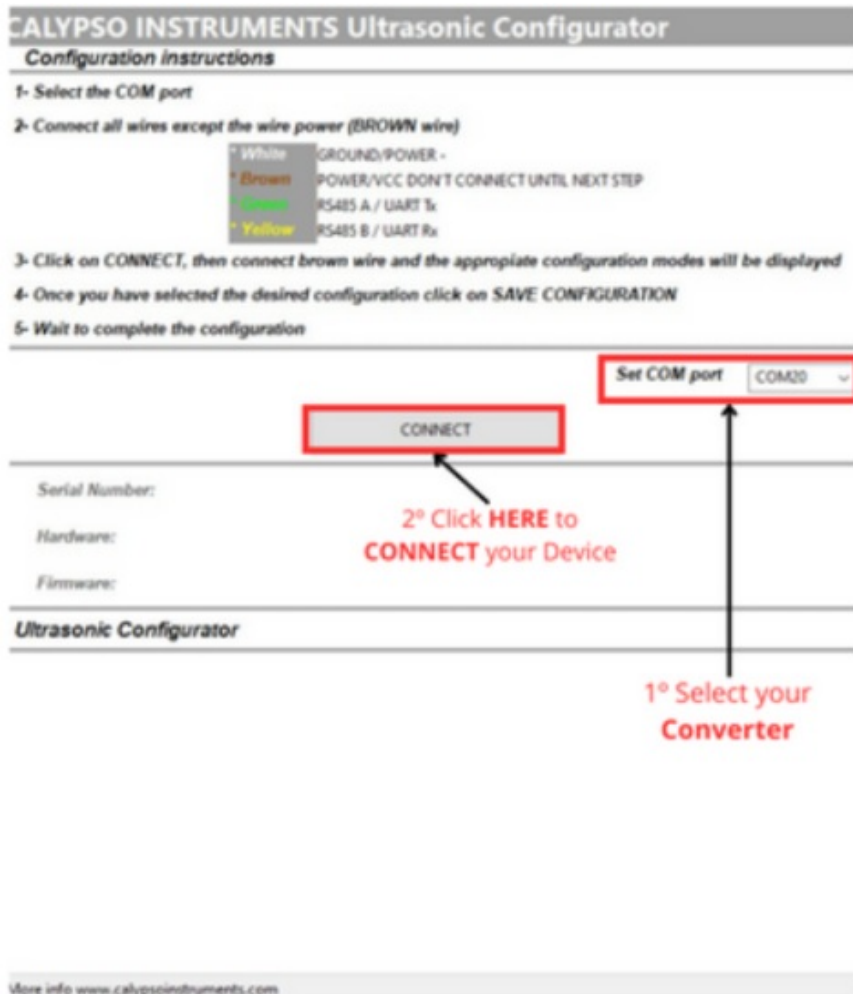 CALYPSO INSTRUMENTS Ultrasonic Configurator
Configuration instructions
1- Select the COM port
2- Connect all wires except the wire power (BROWN wire)
* White GROUND/POWER -
* Brown POWER/VCC DON'T CONNECT UNTIL NEXT STEP
* Green RS485 A / UART Tx
* Yellow RS485 B / UART Rx
3- Click on CONNECT, then connect brown wire and the appropiate configuration modes will be displayed
4- Once you have selected the desired configuration click on SAVE CONFIGURATION
5- Wait to complete the configuration
Set COM port COM20
CONNECT
Serial Number:
2º Click HERE to
CONNECT your Device
Hardware:
Firmware:
Ultrasonic Configurator
1º Select your
Converter
More info www.calypsoinstruments.com